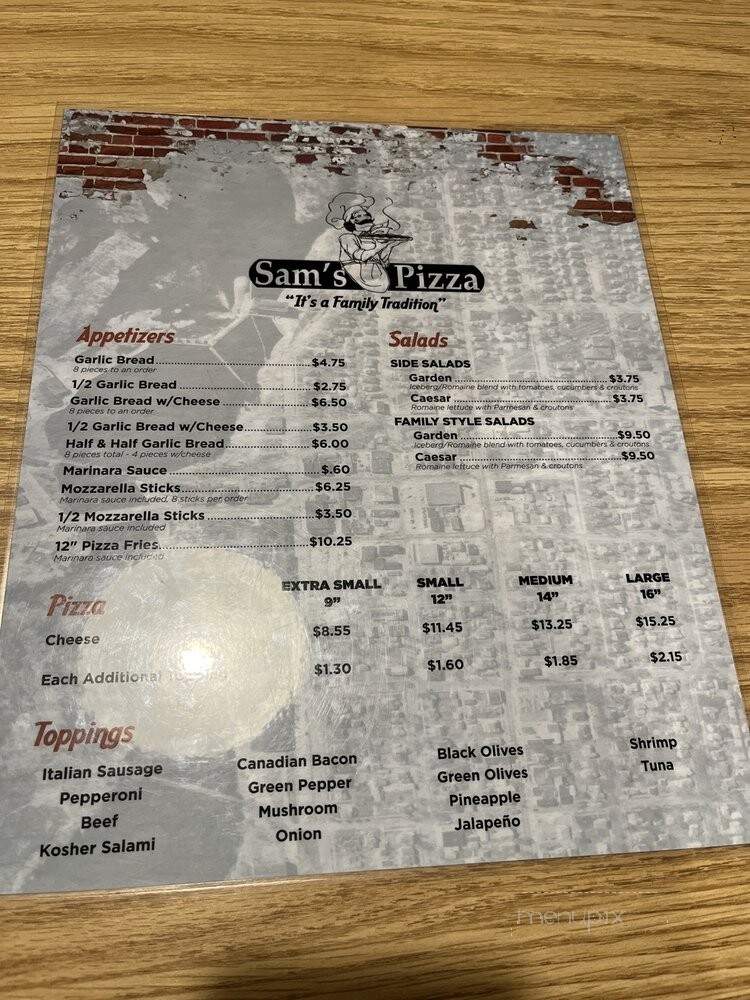 Sam's Pizza
"It's a Family Tradition"
Appetizers
Garlic Bread $4.75
8 pieces to an order
1/2 Garlic Bread $2.75
Garlic Bread w/Cheese $6.50
8 pieces to an order
1/2 Garlic Bread w/Cheese $3.50
Half & Half Garlic Bread $6.00
8 pieces total - 4 pieces w/cheese
Marinara Sauce $.60
Mozzarella Sticks $6.25
Marinara sauce included, 8 sticks per order
1/2 Mozzarella Sticks $3.50
Marinara sauce included
12" Pizza Fries $10.25
Marinara sauce included
Salads
SIDE SALADS
Garden $3.75
Iceberg/Romaine blend with tomatoes, cucumbers & croutons
Caesar $3.75
Romaine lettuce with Parmesan & croutons
FAMILY STYLE SALADS
Garden $9.50
Iceberg/Romaine blend with tomatoes, cucumbers & croutons
Caesar $9.50
Romaine lettuce with Parmesan & croutons
Pizza
EXTRA SMALL SMALL MEDIUM LARGE
9" 12" 14" 16"
Cheese $8.55 $11.45 $13.25 $15.25
Each Additional Topping $1.30 $1.60 $1.85 $2.15
Toppings
Italian Sausage
Pepperoni
Beef
Kosher Salami
Canadian Bacon
Green Pepper
Mushroom
Onion
Black Olives
Green Olives
Pineapple
Jalapeño
Shrimp
Tuna
menupix